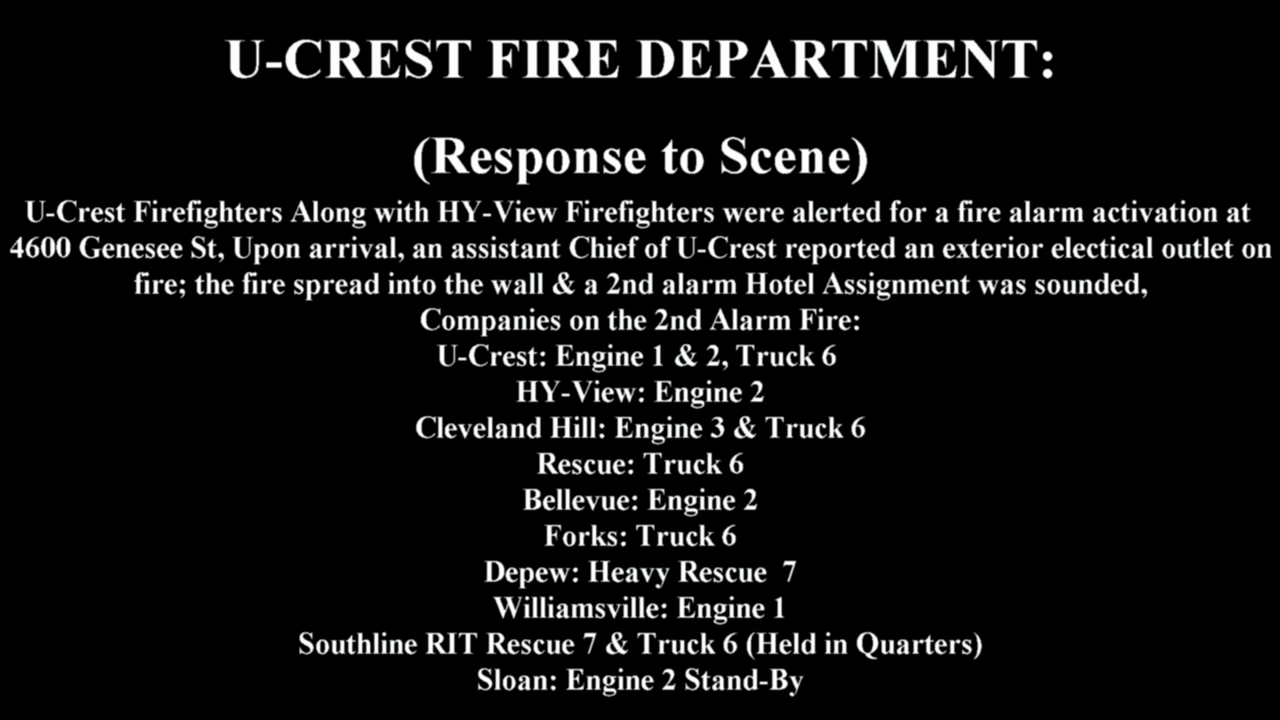 U-CREST FIRE DEPARTMENT:
(Response to Scene)
U-Crest Firefighters Along with HY-View Firefighters were alerted for a fire alarm activation at
4600 Genesee St, Upon arrival, an assistant Chief of U-Crest reported an exterior electical outlet on
fire; the fire spread into the wall & a 2nd alarm Hotel Assignment was sounded,
Companies on the 2nd Alarm Fire:
U-Crest: Engine 1 & 2, Truck 6
HY-View: Engine 2
Cleveland Hill: Engine 3 & Truck 6
Rescue: Truck 6
Bellevue: Engine 2
Forks: Truck 6
Depew: Heavy Rescue  7
Williamsville: Engine 1
Southline RIT Rescue 7 & Truck 6 (Held in Quarters)
Sloan: Engine 2 Stand-By